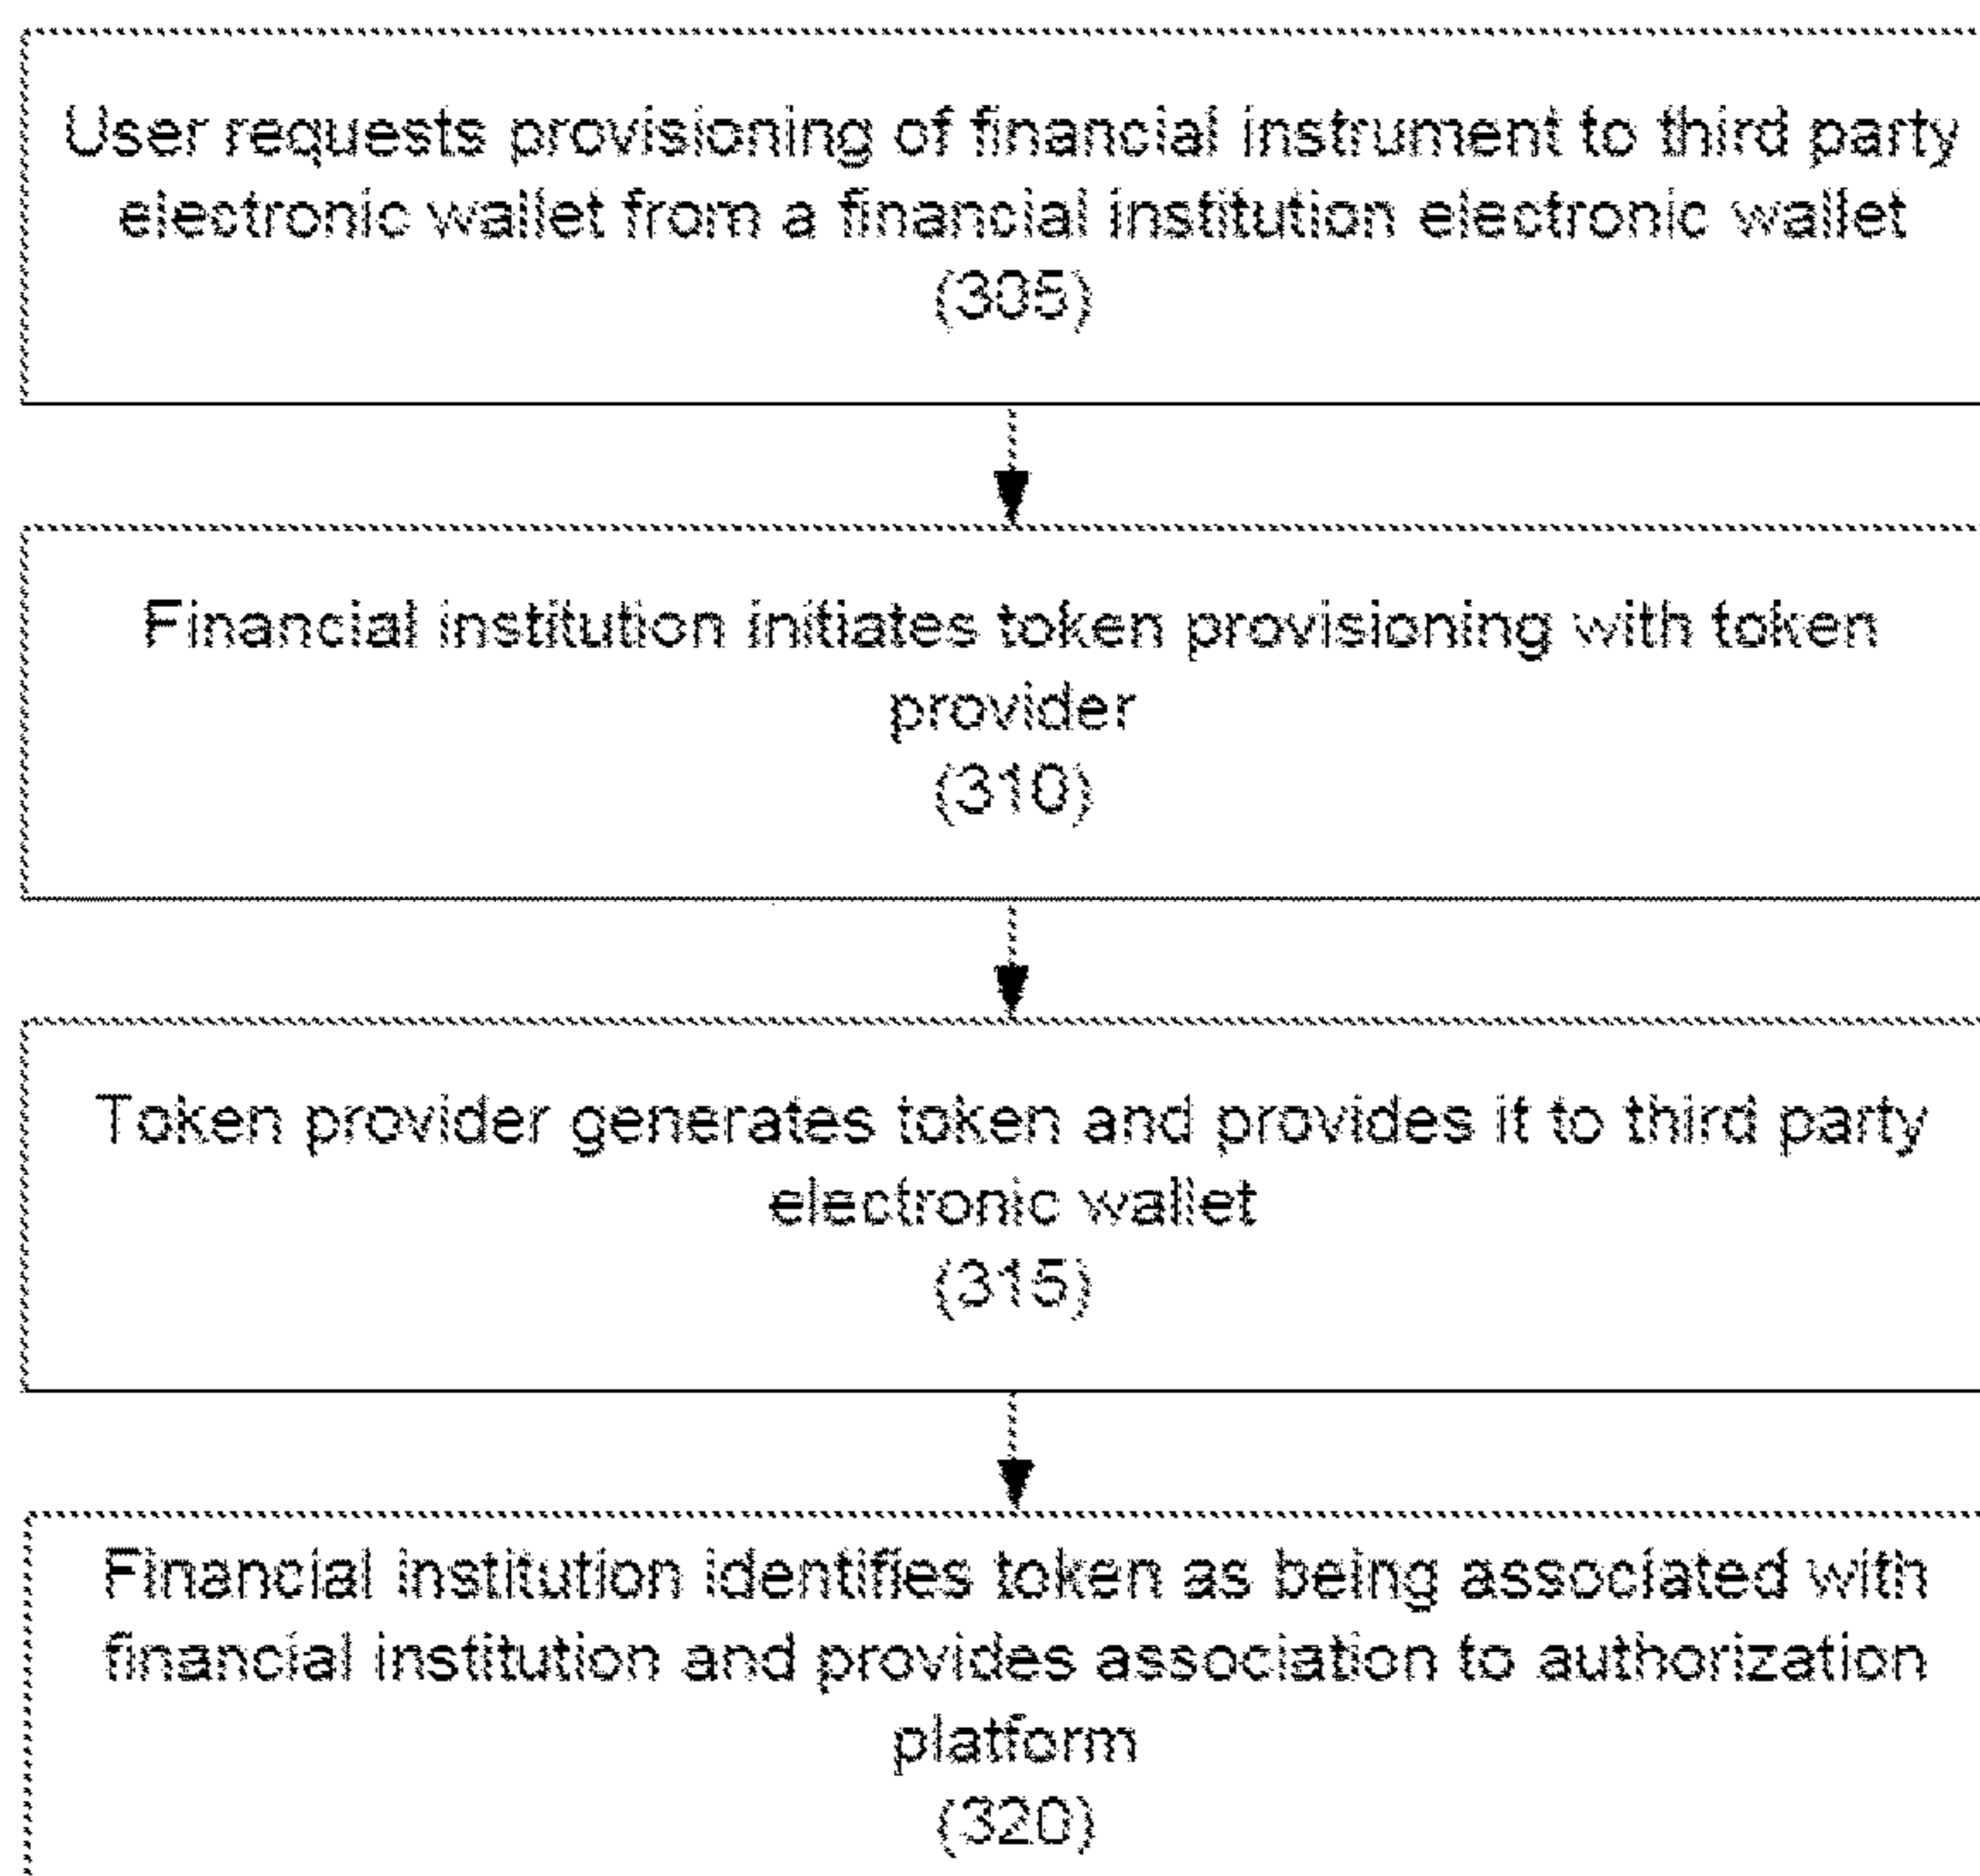 User requests provisioning of financial instrument to third party
electronic wallet from a financial institution electronic wallet
(305)
Financial institution initiates token provisioning with token
provider
(310)
Token provider generates token and provides it to third party
electronic wallet
(315)
Financial institution identifies token as being associated with
financial institution and provides association to authorization
platform
(320)